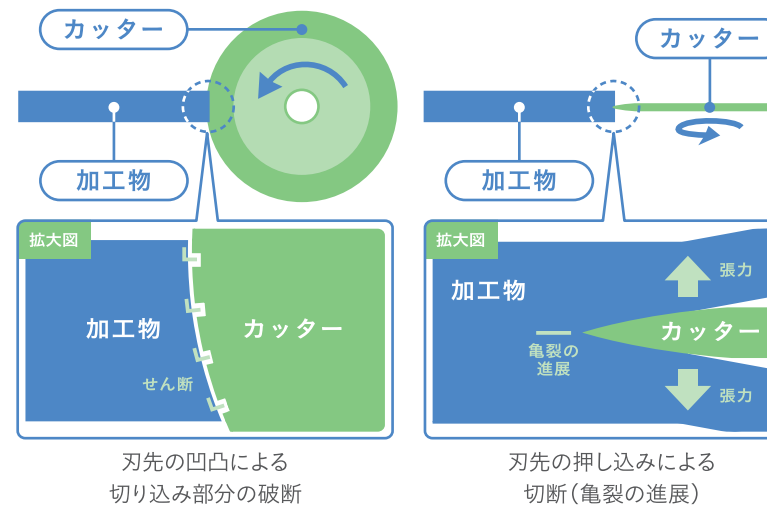 カッター
加工物
拡大図
加工物
カッター
せん断
刃先の凹凸による
切り込み部分の破断
カッター
加工物
拡大図
加工物
張力
カッター
亀裂の
進展
張力
刃先の押し込みによる
切断（亀裂の進展）